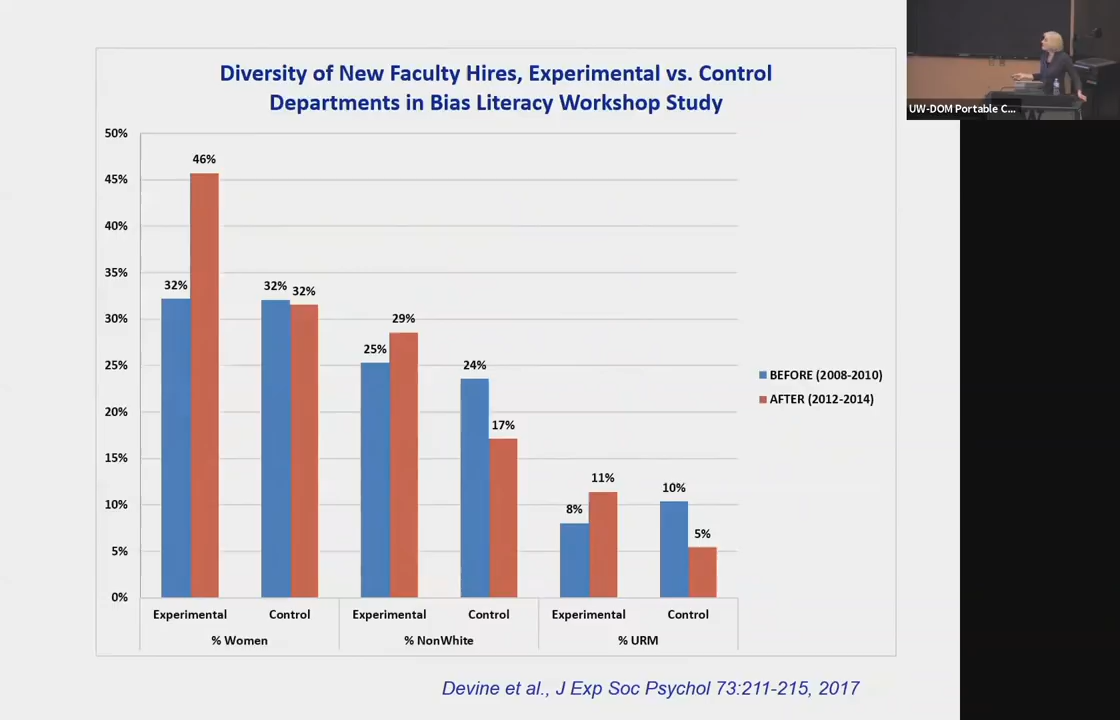 Diversity of New Faculty Hires, Experimental vs. Control
Departments in Bias Literacy Workshop Study
50%
45%
40%
35%
30%
25%
20%
15%
10%
5%
0%
32%
46%
32%
32%
25%
29%
24%
17%
8%
11%
10%
5%
Experimental
Control
Experimental
Control
Experimental
Control
% Women
% NonWhite
% URM
BEFORE (2008-2010)
AFTER (2012-2014)
Devine et al., J Exp Soc Psychol 73:211-215, 2017
UW-DOM Portable C...